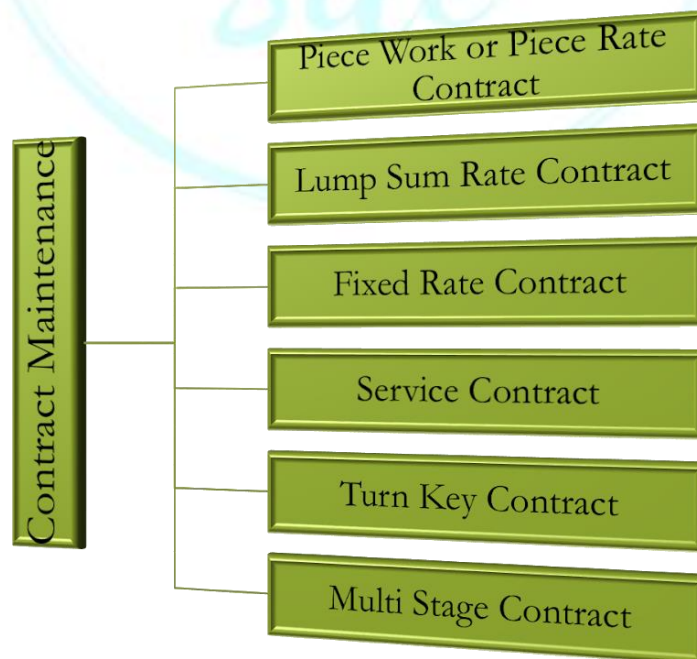 Contract Maintenance
Piece Work or Piece Rate
Contract
Lump Sum Rate Contract
Fixed Rate Contract
Service Contract
Turn Key Contract
Multi Stage Contract